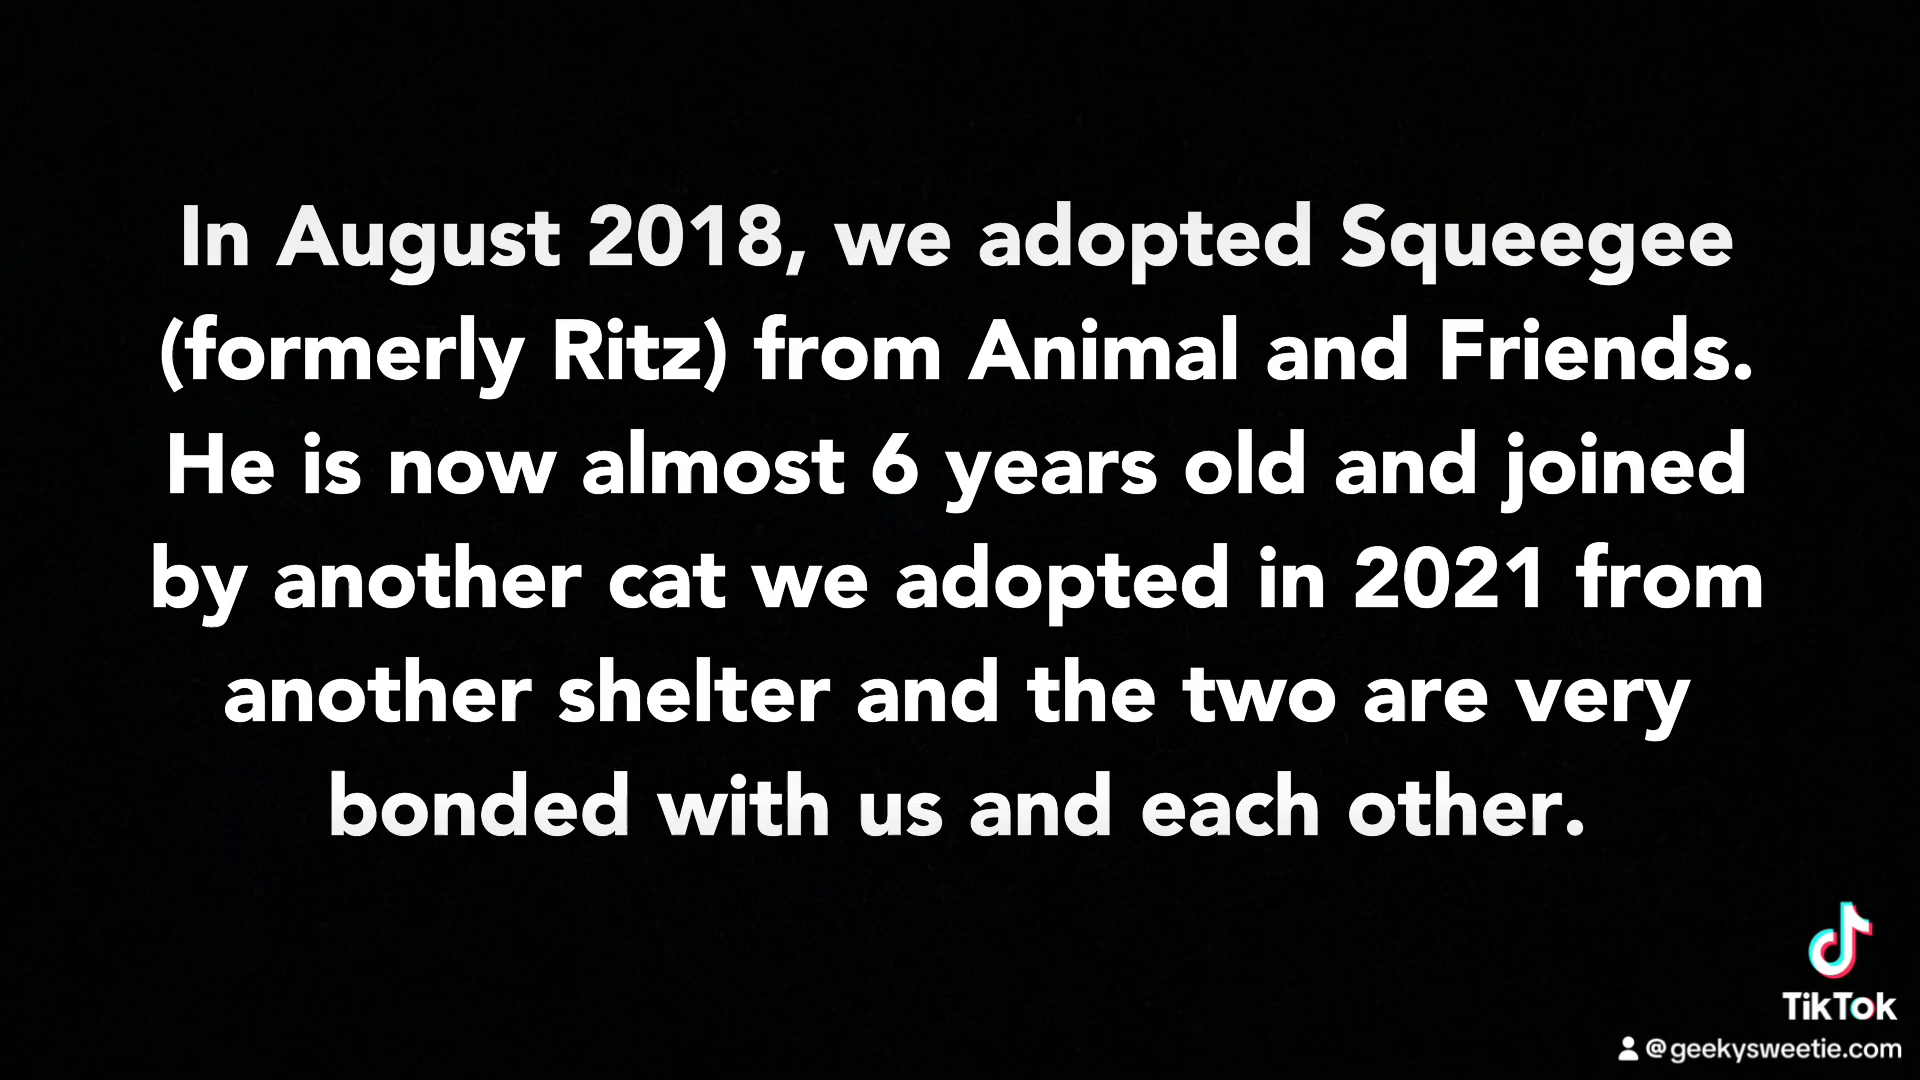 In August 2018, we adopted Squeegee
(formerly Ritz) from Animal and Friends.
He is now almost 6 years old and joined
by another cat we adopted in 2021 from
another shelter and the two are very
bonded with us and each other.
TikTok
@geekysweetie.com